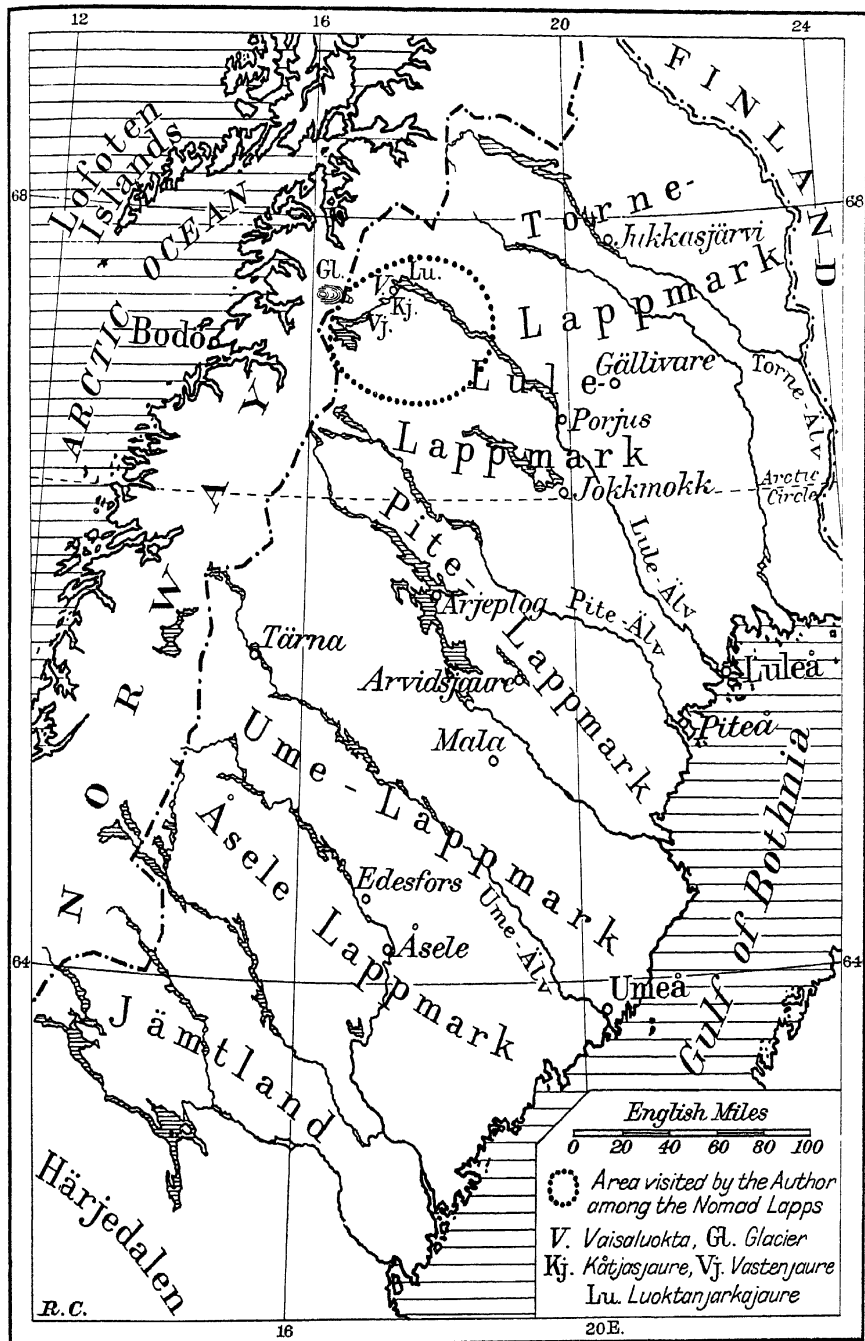 12 16 20 24
FINLAND
Lofoten
Islands
ARCTIC OCEAN
68 68
Torne-
Jukkasjärvi
Lappmark
Gl.
Lu.
V.
Kj.
Vj.
Bodö
Lule-
Gällivare
Torne-Älv
Porjus
Lappmark
Arctic
Circle
Jokkmokk
NORWAY
Pite-
Lule-Älv
Arjeplog
Pite-Älv
Lappmark
Tärna
Luleå
Arvidsjaure
Piteå
Mala
Ume-Lappmark
Gulf of Bothnia
Åsele Lappmark
Edesfors
Ume-Älv
Åsele
64 64
Umeå
Jämtland
English Miles
0 20 40 60 80 100
Area visited by the Author
among the Nomad Lapps
V. Vaisaluokta, Gl. Glacier
Kj. Kåtjasjaure, Vj. Vastenjaure
Lu. Luoktanjarkajaure
Härjedalen
R.C.
16 20E.